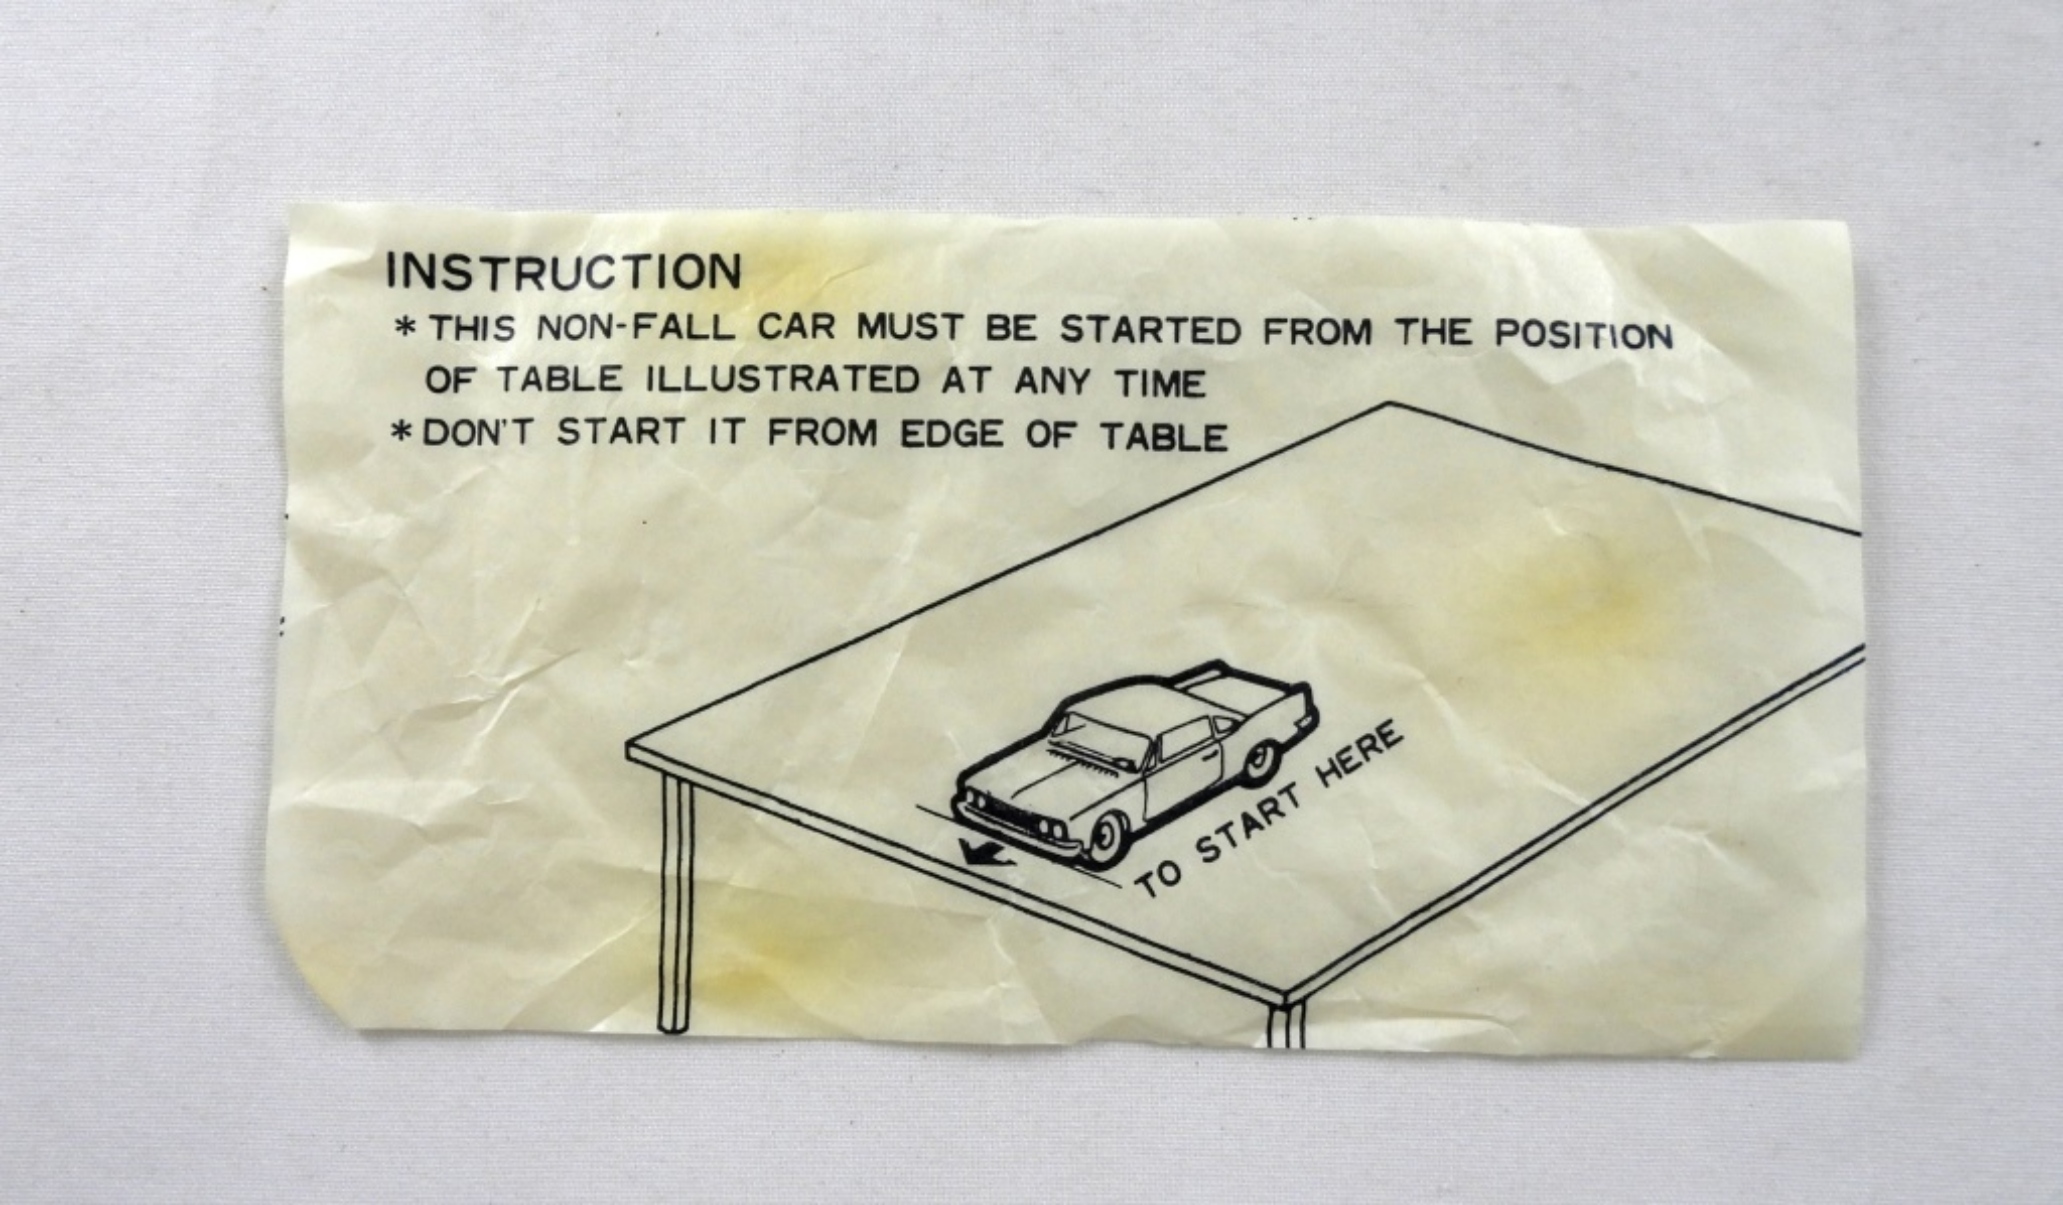 INSTRUCTION
* THIS NON-FALL CAR MUST BE STARTED FROM THE POSITION
OF TABLE ILLUSTRATED AT ANY TIME
* DON'T START IT FROM EDGE OF TABLE
TO START HERE